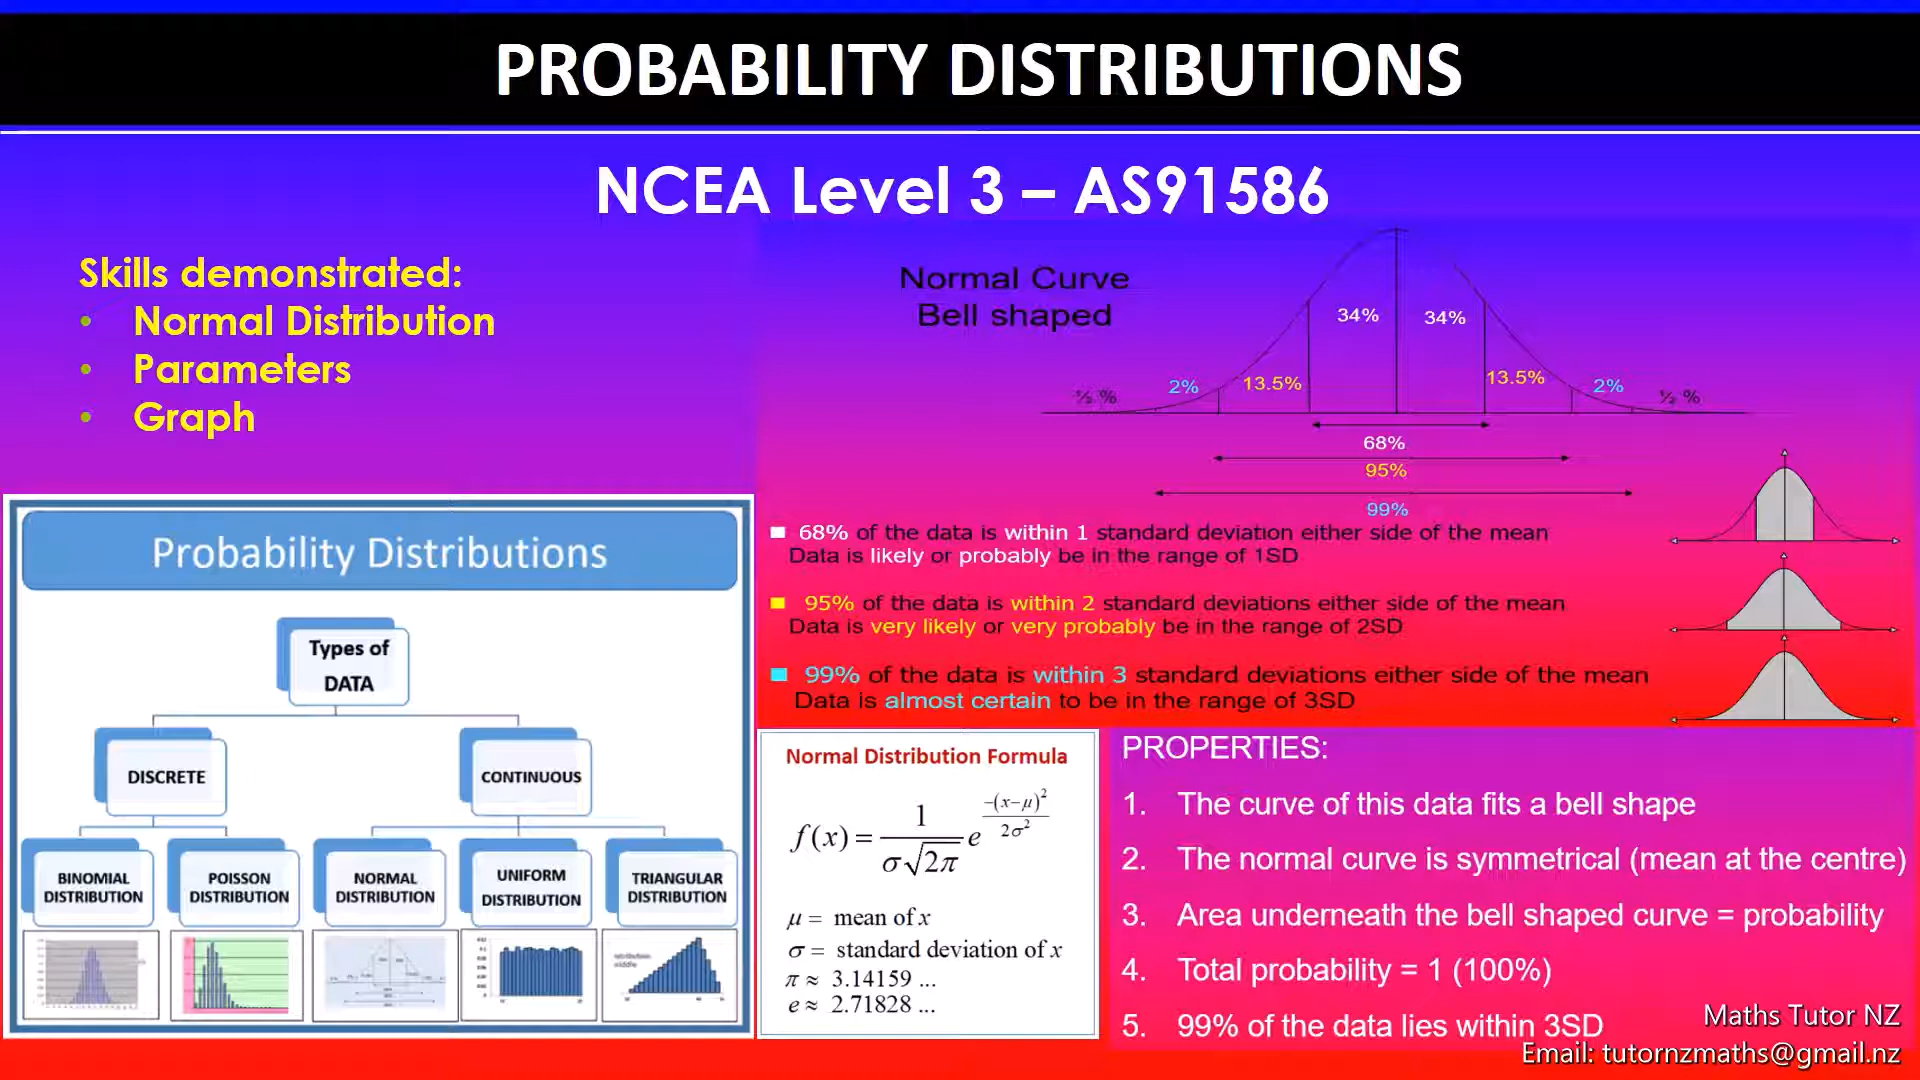 PROBABILITY DISTRIBUTIONS
NCEA Level 3 – AS91586
Skills demonstrated:
• Normal Distribution
• Parameters
• Graph
Normal Curve
Bell shaped
34% 34%
13.5% 13.5%
2% 2%
½ % ½ %
68%
95%
99%
68% of the data is within 1 standard deviation either side of the mean
Data is likely or probably be in the range of 1SD
95% of the data is within 2 standard deviations either side of the mean
Data is very likely or very probably be in the range of 2SD
99% of the data is within 3 standard deviations either side of the mean
Data is almost certain to be in the range of 3SD
Probability Distributions
Types of
DATA
DISCRETE
CONTINUOUS
BINOMIAL
DISTRIBUTION
POISSON
DISTRIBUTION
NORMAL
DISTRIBUTION
UNIFORM
DISTRIBUTION
TRIANGULAR
DISTRIBUTION
Normal Distribution Formula
f(x) = 1/(σ√2π) e^(−(x−μ)²/2σ²)
μ = mean of x
σ = standard deviation of x
π ≈ 3.14159 ...
e ≈ 2.71828 ...
PROPERTIES:
1. The curve of this data fits a bell shape
2. The normal curve is symmetrical (mean at the centre)
3. Area underneath the bell shaped curve = probability
4. Total probability = 1 (100%)
5. 99% of the data lies within 3SD
Maths Tutor NZ
Email: tutornzmaths@gmail.nz